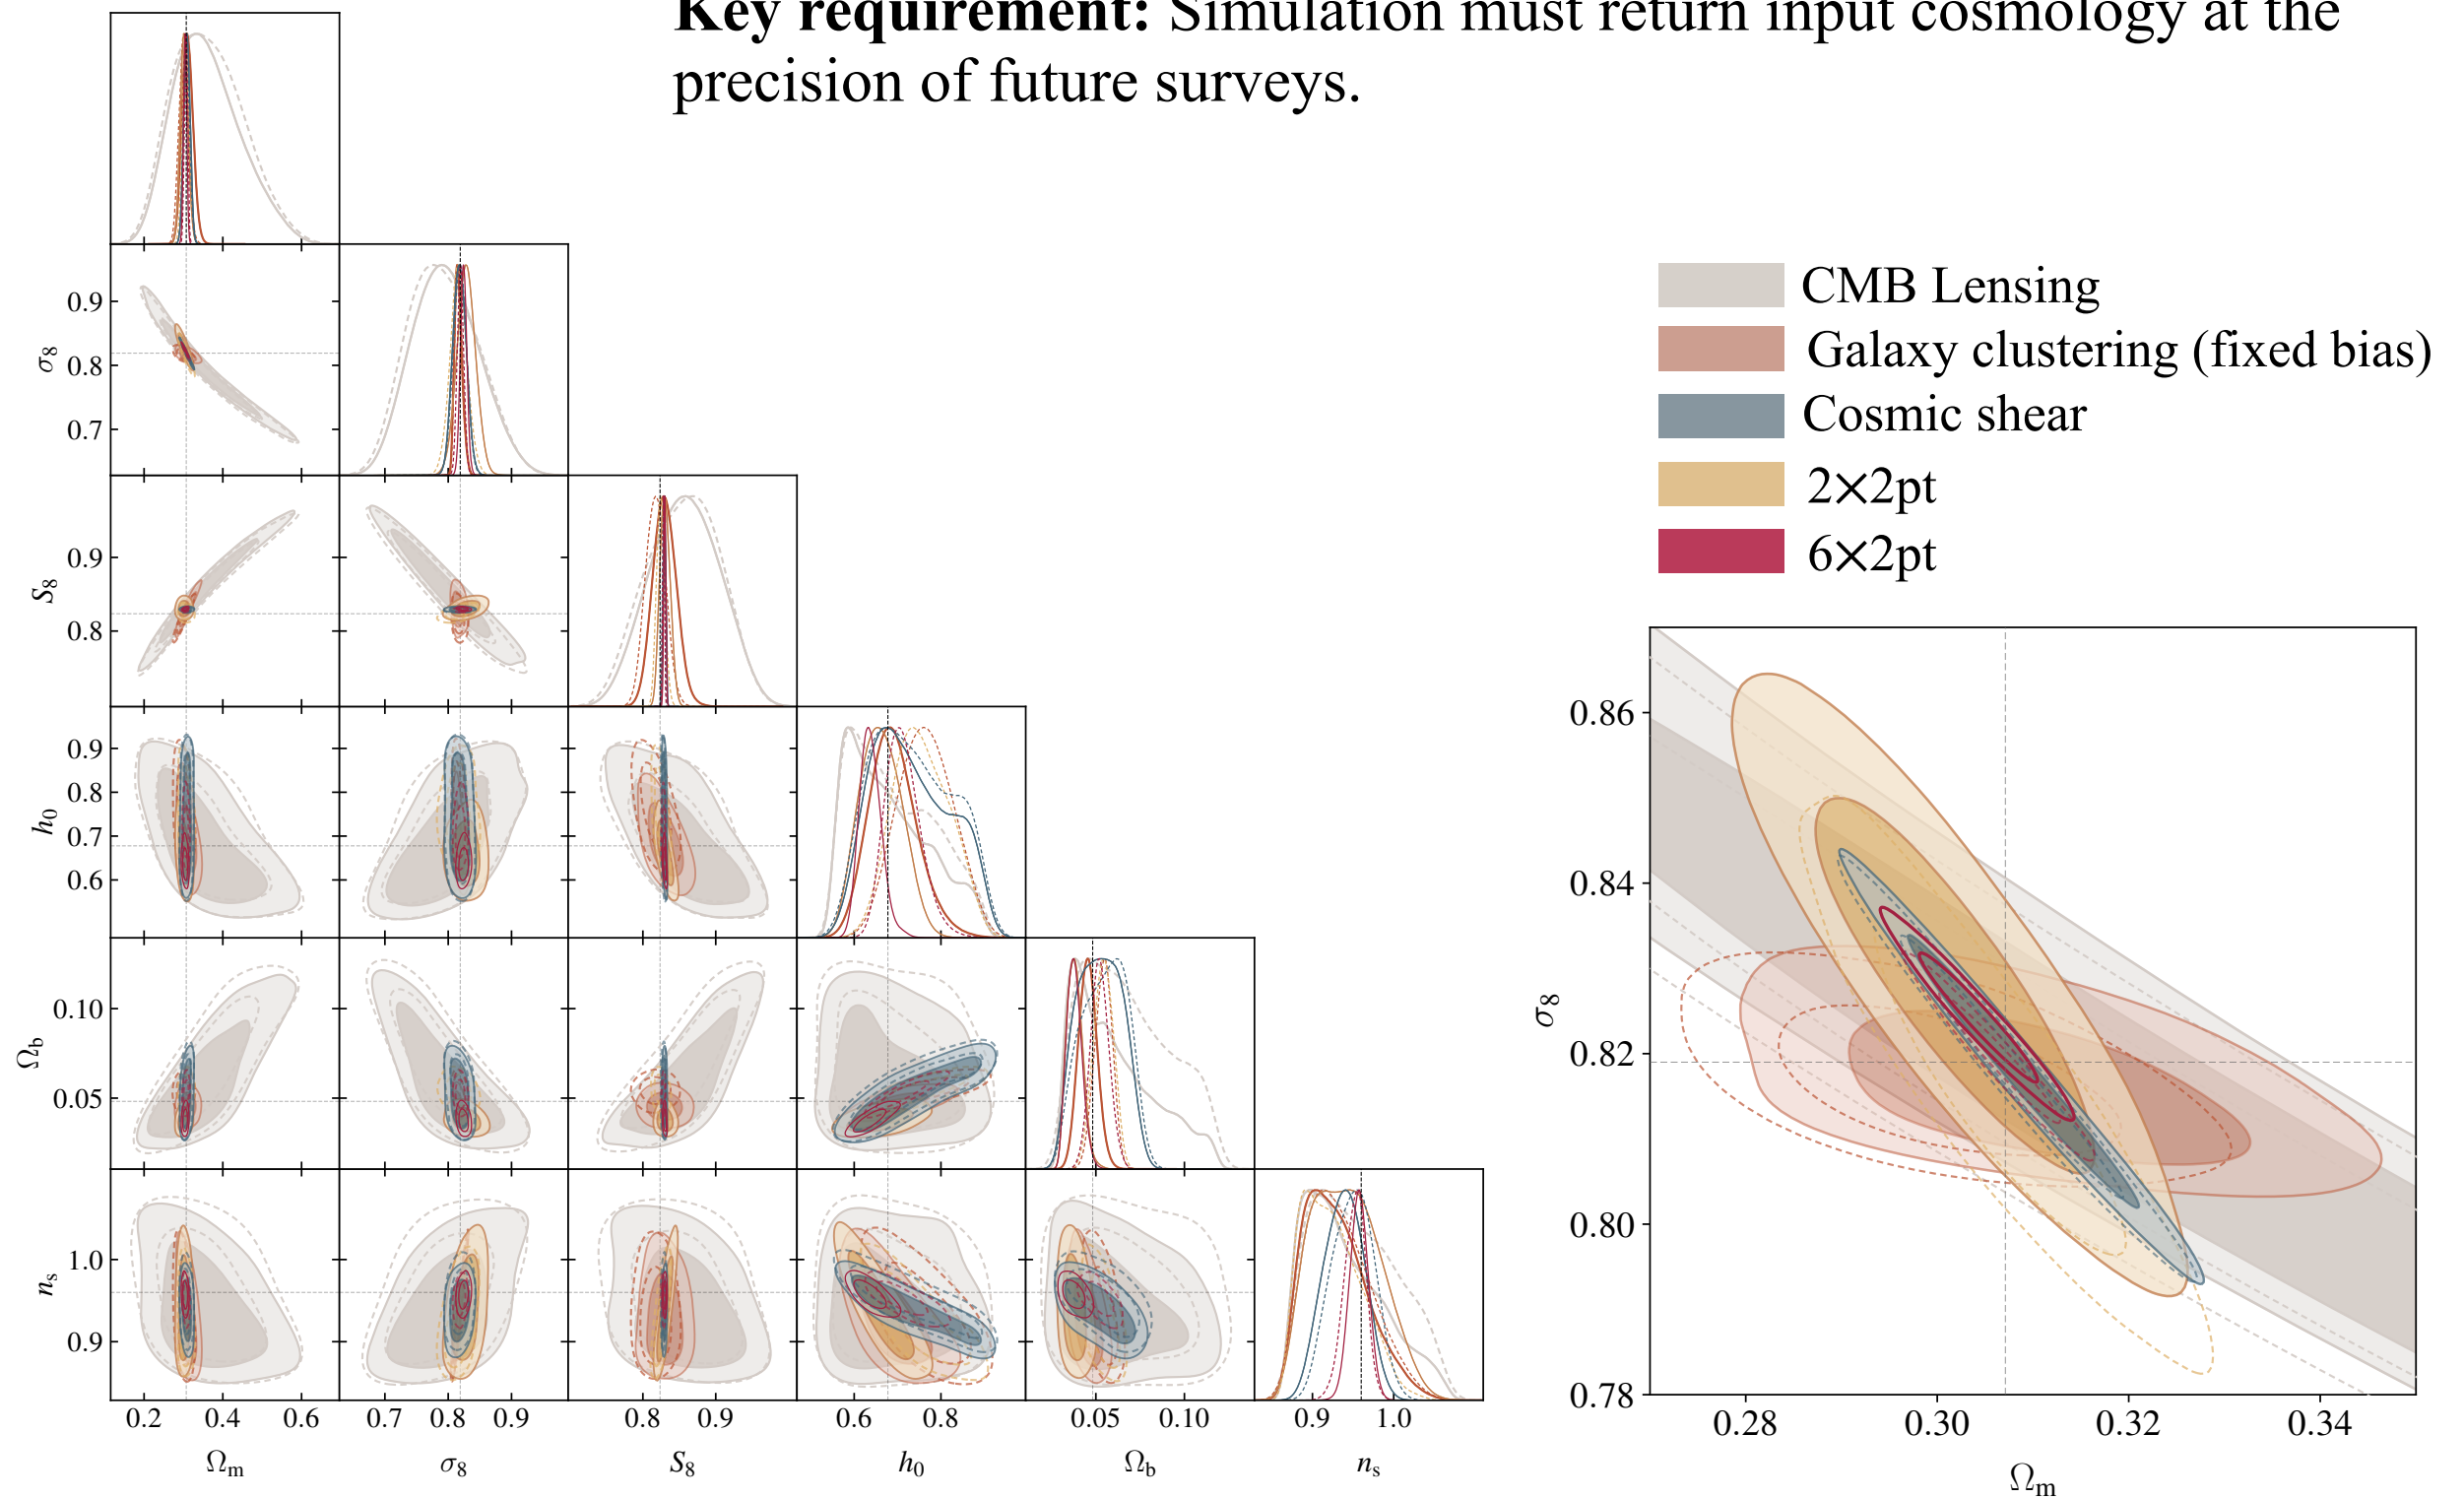 Key requirement: Simulation must return input cosmology at the
precision of future surveys.
CMB Lensing
Galaxy clustering (fixed bias)
Cosmic shear
2×2pt
6×2pt
σ8
0.9
0.8
0.7
S8
0.9
0.8
h0
0.9
0.8
0.7
0.6
Ωb
0.10
0.05
ns
1.0
0.9
0.2 0.4 0.6 0.7 0.8 0.9 0.8 0.9 0.6 0.8 0.05 0.10 0.9 1.0
Ωm σ8 S8 h0 Ωb ns
σ8
0.86
0.84
0.82
0.80
0.78
0.28 0.30 0.32 0.34
Ωm